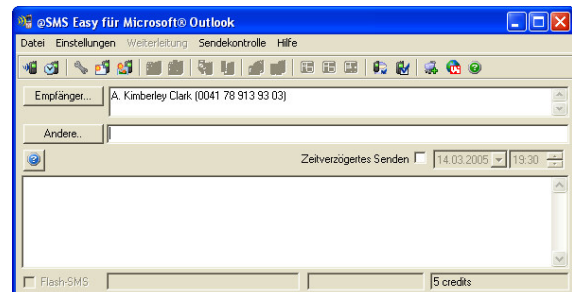 @SMS Easy für Microsoft® Outlook
Datei Einstellungen Weiterleitung Sendekontrolle Hilfe
Empfänger... A. Kimberley Clark (0041 78 913 93 03)
Andere..
Zeitverzögertes Senden 14.03.2005 19:30
Flash-SMS 5 credits